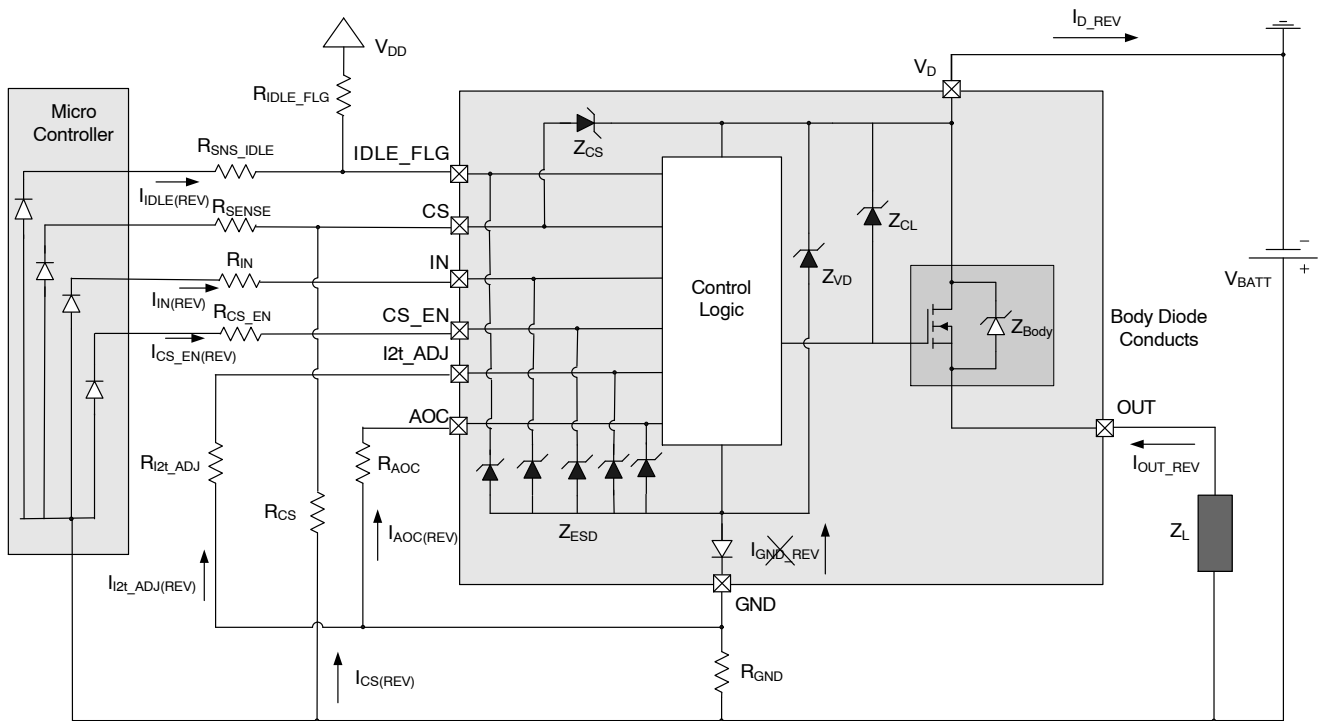 I_D_REV
V_DD
V_D
R_IDLE_FLG
Micro
Controller
R_SNS_IDLE
IDLE_FLG
Z_CS
I_IDLE(REV)
R_SENSE
CS
Z_CL
R_IN
IN
Z_VD
I_IN(REV)
Control
Logic
V_BATT
-
+
R_CS_EN
CS_EN
Z_Body
Body Diode
Conducts
I_CS_EN(REV)
I2t_ADJ
AOC
OUT
R_I2t_ADJ
R_AOC
I_OUT_REV
R_CS
I_AOC(REV)
Z_ESD
I_GND_REV
Z_L
I_I2t_ADJ(REV)
GND
R_GND
I_CS(REV)